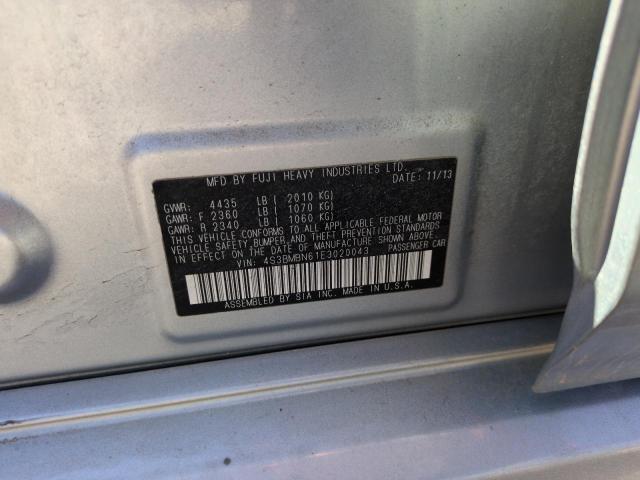 MFD BY FUJI HEAVY INDUSTRIES LTD.
DATE: 11/13
GVWR: 4435 LB ( 2010 KG)
GAWR: F 2360 LB ( 1070 KG)
GAWR: R 2340 LB ( 1060 KG)
THIS VEHICLE CONFORMS TO ALL APPLICABLE FEDERAL MOTOR
VEHICLE SAFETY, BUMPER, AND THEFT PREVENTION STANDARDS
IN EFFECT ON THE DATE OF MANUFACTURE SHOWN ABOVE.
VIN: 4S3BMBN61E3020043 PASSENGER CAR
ASSEMBLED BY SIA INC. MADE IN U.S.A.